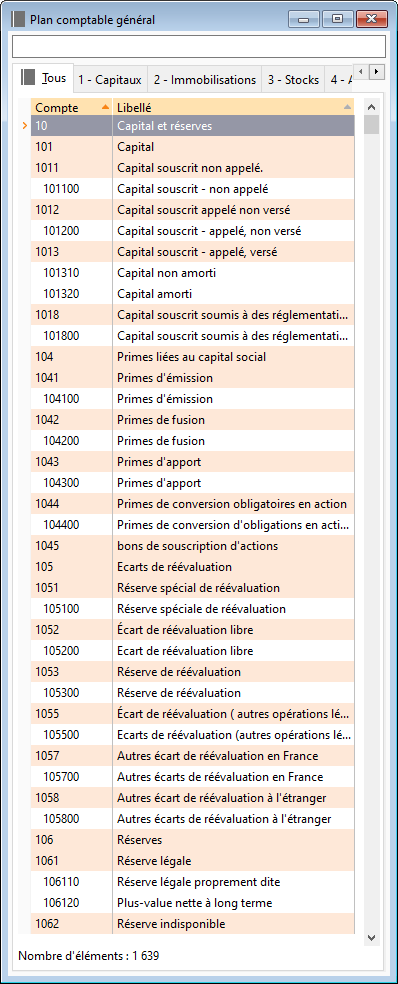 Plan comptable général
Tous 1 - Capitaux 2 - Immobilisations 3 - Stocks 4 - A
Compte Libellé
10 Capital et réserves
101 Capital
1011 Capital souscrit non appelé.
101100 Capital souscrit - non appelé
1012 Capital souscrit appelé non versé
101200 Capital souscrit - appelé, non versé
1013 Capital souscrit - appelé, versé
101310 Capital non amorti
101320 Capital amorti
1018 Capital souscrit soumis à des réglementati...
101800 Capital souscrit soumis à des réglementati...
104 Primes liées au capital social
1041 Primes d'émission
104100 Primes d'émission
1042 Primes de fusion
104200 Primes de fusion
1043 Primes d'apport
104300 Primes d'apport
1044 Primes de conversion obligatoires en action
104400 Primes de conversion d'obligations en acti...
1045 bons de souscription d'actions
105 Ecarts de réévaluation
1051 Réserve spécial de réévaluation
105100 Réserve spéciale de réévaluation
1052 Écart de réévaluation libre
105200 Ecart de réévaluation libre
1053 Réserve de réévaluation
105300 Réserve de réévaluation
1055 Écart de réévaluation ( autres opérations lé...
105500 Ecarts de réévaluation (autres opérations lé...
1057 Autres écart de réévaluation en France
105700 Autres écarts de réévaluation en France
1058 Autres écart de réévaluation à l'étranger
105800 Autres écarts de réévaluation à l'étranger
106 Réserves
1061 Réserve légale
106110 Réserve légale proprement dite
106120 Plus-value nette à long terme
1062 Réserve indisponible
Nombre d'éléments : 1 639